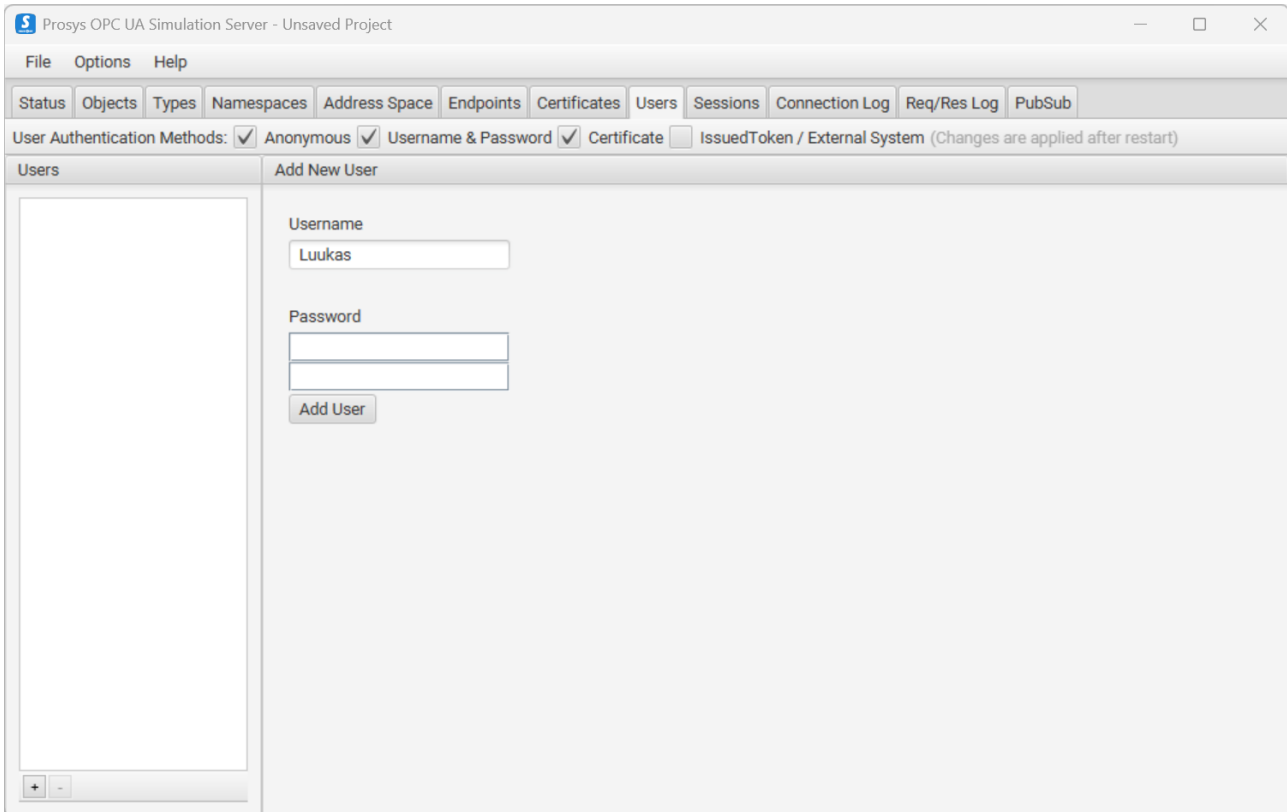 Prosys OPC UA Simulation Server - Unsaved Project
File Options Help
Status Objects Types Namespaces Address Space Endpoints Certificates Users Sessions Connection Log Req/Res Log PubSub
User Authentication Methods: Anonymous Username & Password Certificate IssuedToken / External System (Changes are applied after restart)
Users Add New User
Username
Luukas
Password
Add User
+ -